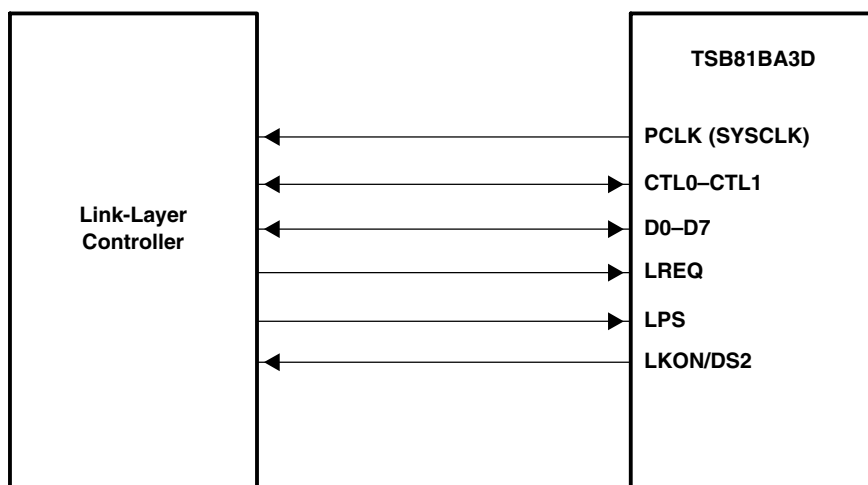 TSB81BA3D
PCLK (SYSCLK)
CTL0–CTL1
Link-Layer
Controller
D0–D7
LREQ
LPS
LKON/DS2